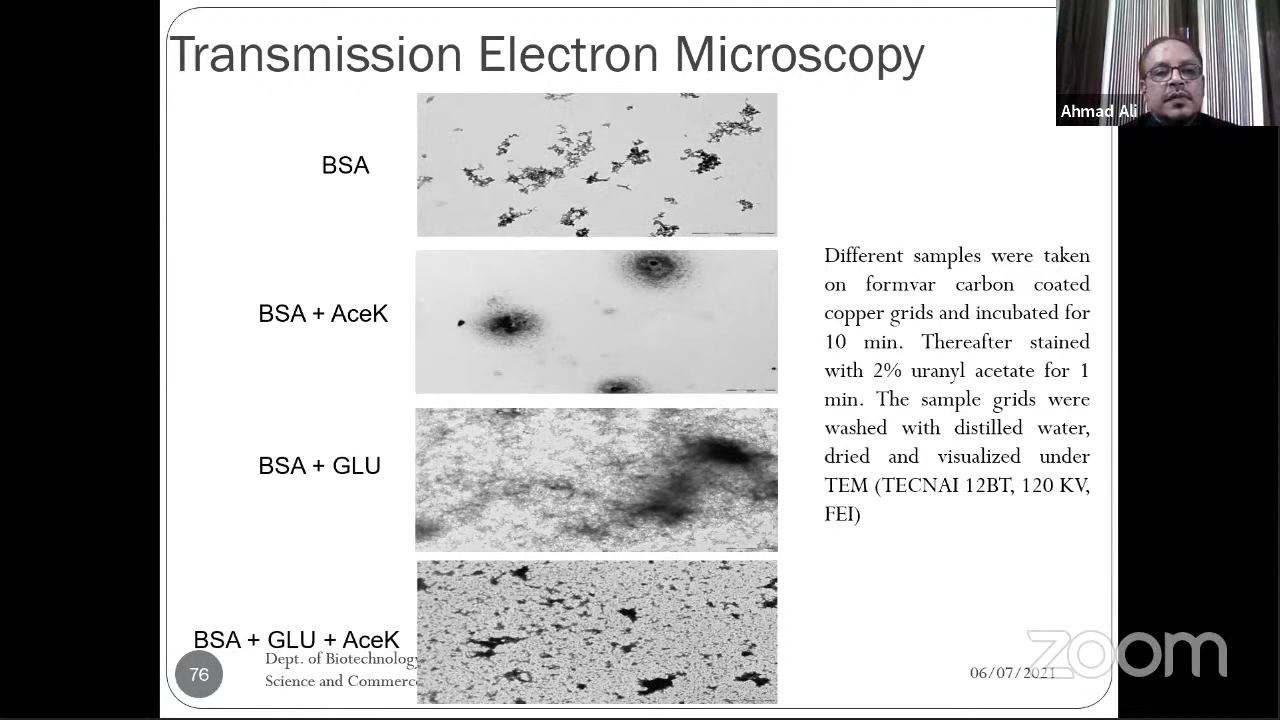 Transmission Electron Microscopy
Ahmad Ali
BSA
BSA + AceK
BSA + GLU
BSA + GLU + AceK
Different samples were taken
on formvar carbon coated
copper grids and incubated for
10 min. Thereafter stained
with 2% uranyl acetate for 1
min. The sample grids were
washed with distilled water,
dried and visualized under
TEM (TECNAI 12BT, 120 KV,
FEI)
76
Dept. of Biotechnology
Science and Commerc
06/07/2021
zoom